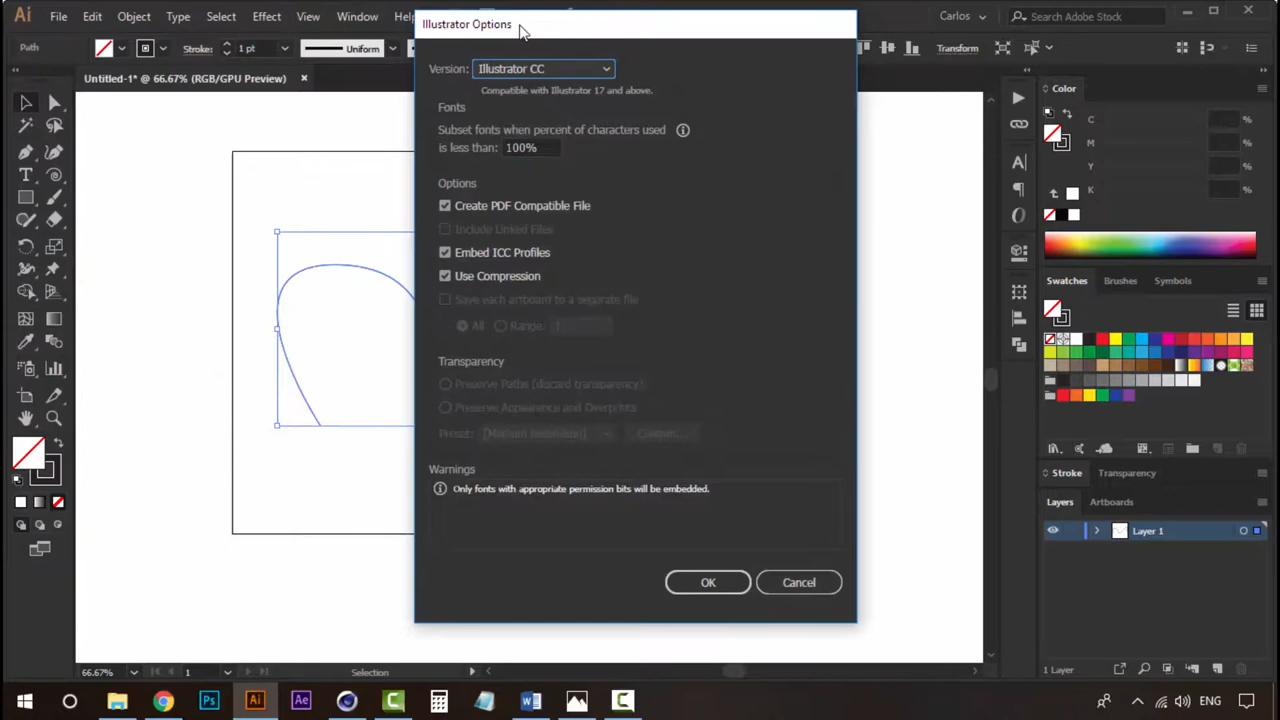 Ai File Edit Object Type Select Effect View Window Illustrator Options Carlos Search Adobe Stock
Path Stroke: 1 pt Uniform Transform
Untitled-1* @ 66.67% (RGB/GPU Preview) ×
Version: Illustrator CC
Compatible with Illustrator 17 and above.
Fonts
Subset fonts when percent of characters used
is less than: 100%
Options
Create PDF Compatible File
Include Linked Files
Embed ICC Profiles
Use Compression
Save each artboard to a separate file
All Range: 1
Transparency
Preserve Paths (discard transparency)
Preserve Appearance and Overprints
Preset: [Medium Resolution] Custom...
Warnings
Only fonts with appropriate permission bits will be embedded.
OK Cancel
Color
C %
M %
Y %
K %
Swatches Brushes Symbols
Stroke Transparency
Layers Artboards
Layer 1
1 Layer
66.67% 1 Selection
Ps Ai Ae ENG